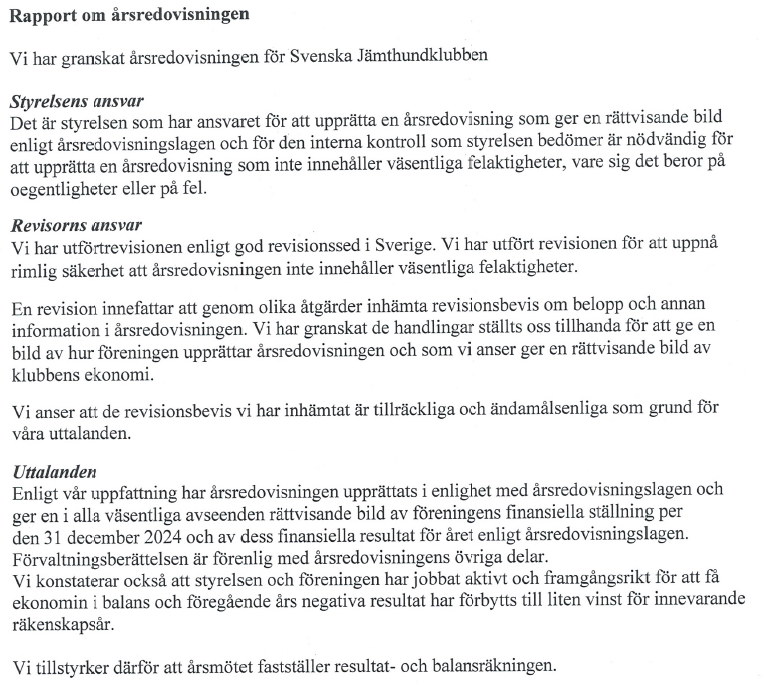 Rapport om årsredovisningen
Vi har granskat årsredovisningen för Svenska Jämthundklubben
Styrelsens ansvar
Det är styrelsen som har ansvaret för att upprätta en årsredovisning som ger en rättvisande bild
enligt årsredovisningslagen och för den interna kontroll som styrelsen bedömer är nödvändig för
att upprätta en årsredovisning som inte innehåller väsentliga felaktigheter, vare sig det beror på
oegentligheter eller på fel.
Revisorns ansvar
Vi har utförtrevisionen enligt god revisionssed i Sverige. Vi har utfört revisionen för att uppnå
rimlig säkerhet att årsredovisningen inte innehåller väsentliga felaktigheter.
En revision innefattar att genom olika åtgärder inhämta revisionsbevis om belopp och annan
information i årsredovisningen. Vi har granskat de handlingar ställts oss tillhanda för att ge en
bild av hur föreningen upprättar årsredovisningen och som vi anser ger en rättvisande bild av
klubbens ekonomi.
Vi anser att de revisionsbevis vi har inhämtat är tillräckliga och ändamålsenliga som grund för
våra uttalanden.
Uttalanden
Enligt vår uppfattning har årsredovisningen upprättats i enlighet med årsredovisningslagen och
ger en i alla väsentliga avseenden rättvisande bild av föreningens finansiella ställning per
den 31 december 2024 och av dess finansiella resultat för året enligt årsredovisningslagen.
Förvaltningsberättelsen är förenlig med årsredovisningens övriga delar.
Vi konstaterar också att styrelsen och föreningen har jobbat aktivt och framgångsrikt för att få
ekonomin i balans och föregående års negativa resultat har förbytts till liten vinst för innevarande
räkenskapsår.
Vi tillstyrker därför att årsmötet fastställer resultat- och balansräkningen.